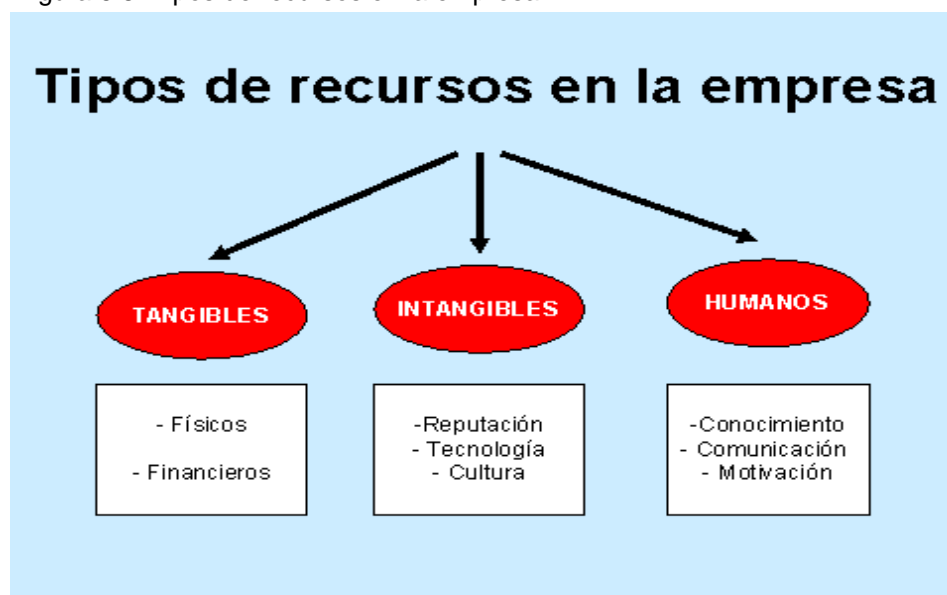 Tipos de recursos en la empresa
TANGIBLES
INTANGIBLES
HUMANOS
- Físicos
- Financieros
-Reputación
- Tecnología
- Cultura
-Conocimiento
- Comunicación
- Motivación